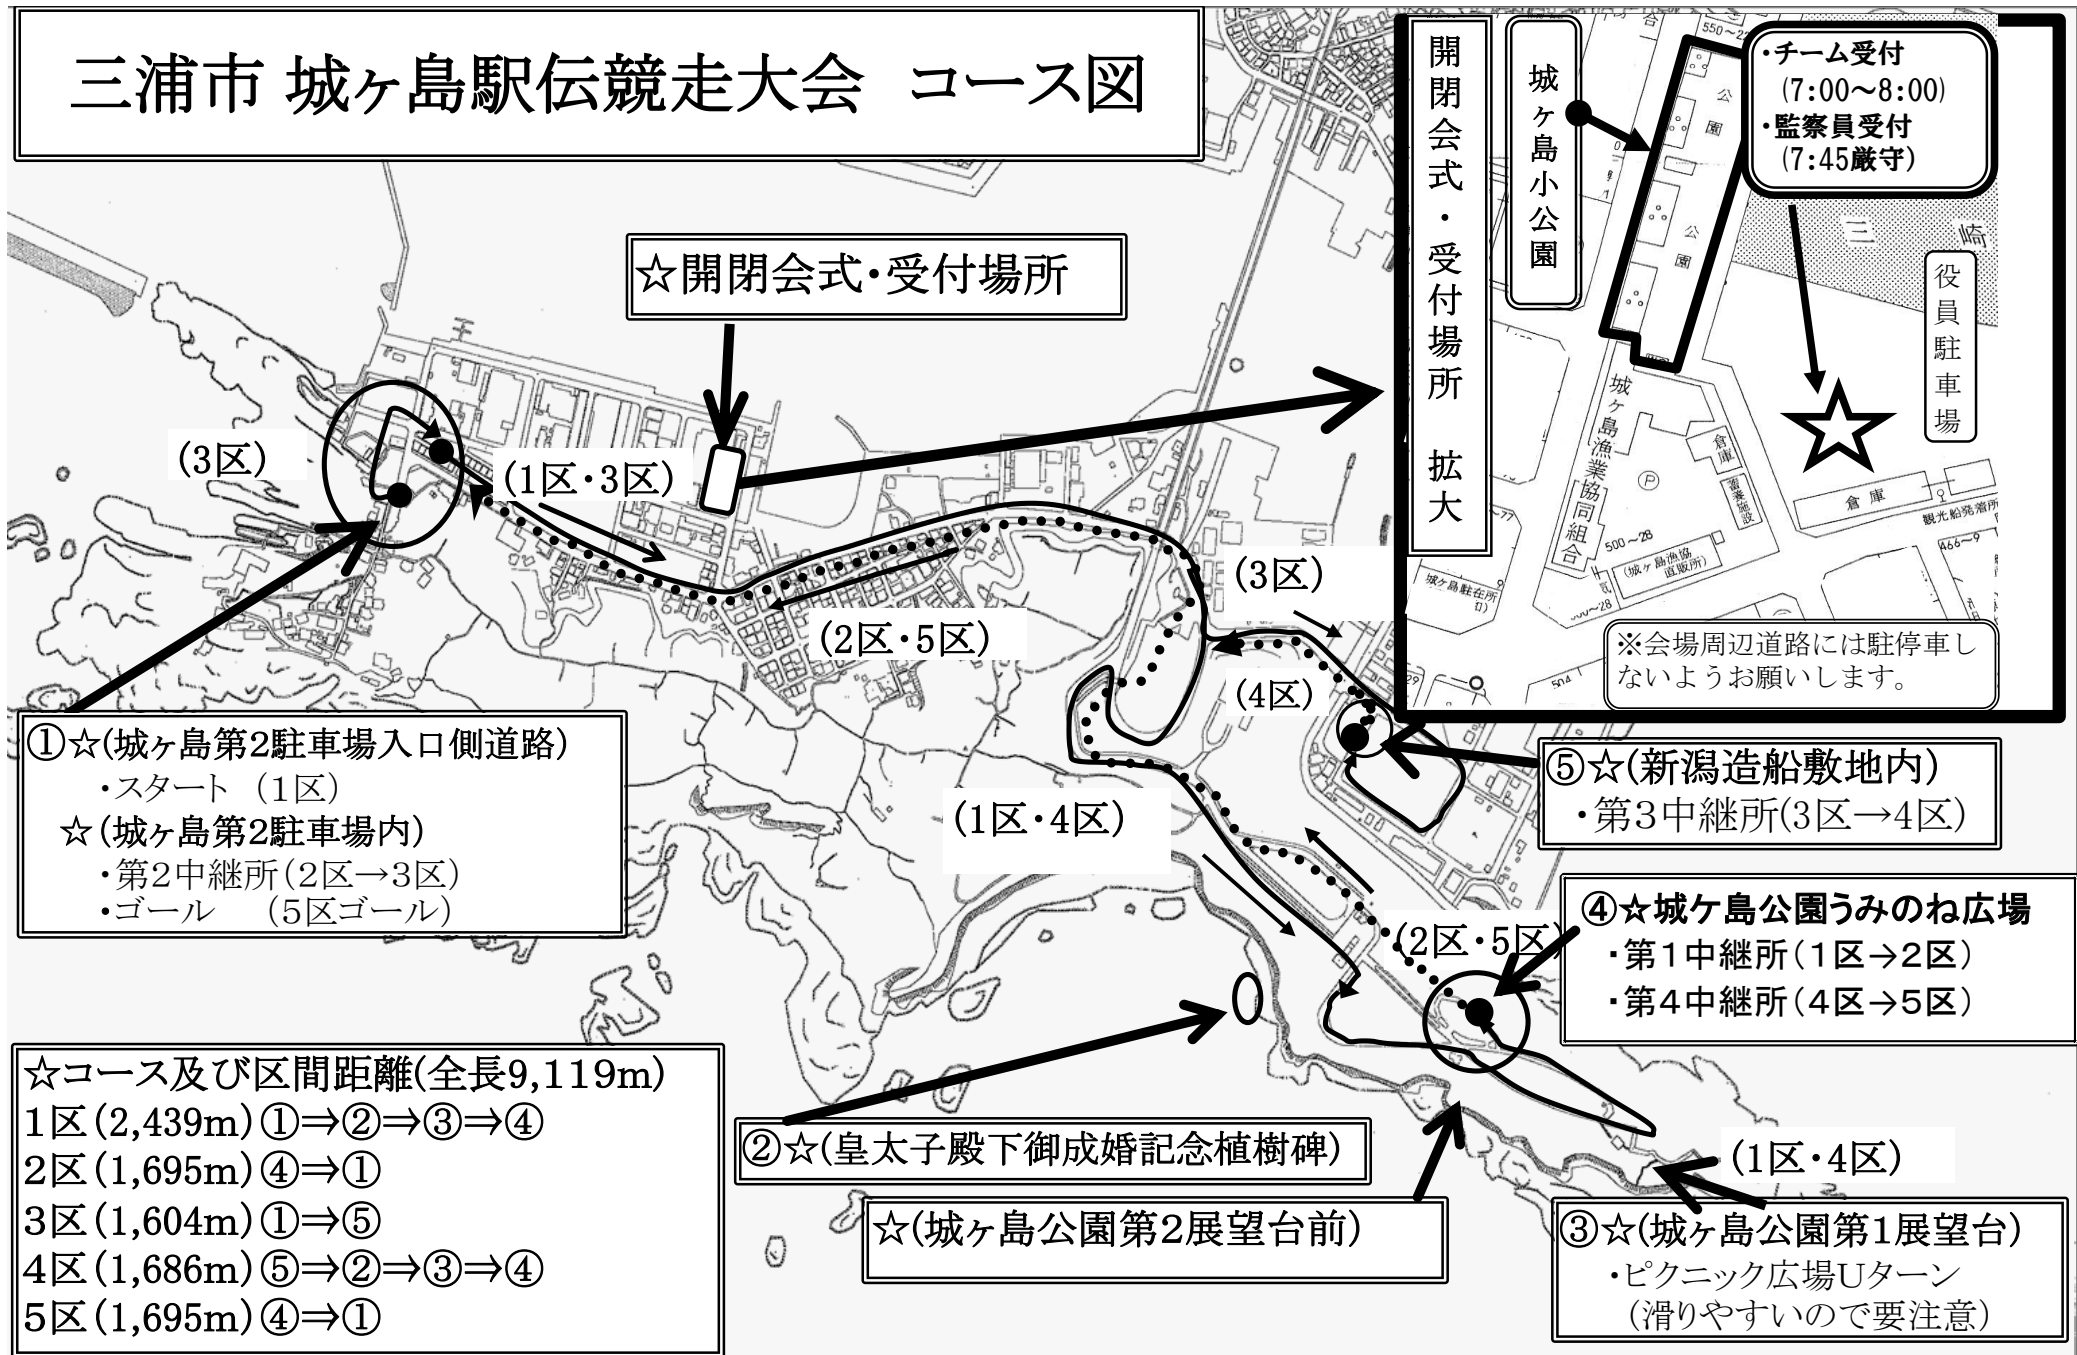 三浦市 城ヶ島駅伝競走大会　コース図
☆開閉会式・受付場所
開閉会式・受付場所　拡大
城ヶ島小公園
・チーム受付
(7:00～8:00)
・監察員受付
(7:45厳守)
550～22
公園
公園
三崎
役員駐車場
城ヶ島漁業協同組合
倉庫
蓄養施設
P
倉庫
観光船発着所
500～28
(城ヶ島漁協
直販所)
466～9
城ヶ島駐在所
504
※会場周辺道路には駐停車し
ないようお願いします。
(3区)
(1区・3区)
(2区・5区)
(3区)
(4区)
(1区・4区)
(2区・5区)
(1区・4区)
①☆(城ヶ島第2駐車場入口側道路)
・スタート　(1区)
☆(城ヶ島第2駐車場内)
・第2中継所(2区→3区)
・ゴール　(5区ゴール)
⑤☆(新潟造船敷地内)
・第3中継所(3区→4区)
④☆城ケ島公園うみのね広場
・第1中継所(1区→2区)
・第4中継所(4区→5区)
②☆(皇太子殿下御成婚記念植樹碑)
☆(城ヶ島公園第2展望台前)
③☆(城ヶ島公園第1展望台)
・ピクニック広場Uターン
(滑りやすいので要注意)
☆コース及び区間距離(全長9,119m)
1区(2,439m)①⇒②⇒③⇒④
2区(1,695m)④⇒①
3区(1,604m)①⇒⑤
4区(1,686m)⑤⇒②⇒③⇒④
5区(1,695m)④⇒①